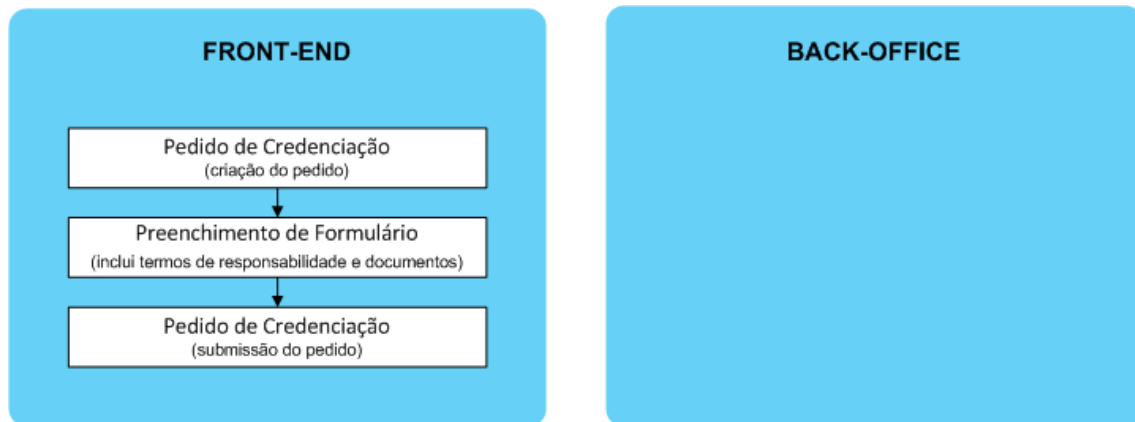 FRONT-END
Pedido de Credenciação
(criação do pedido)
Preenchimento de Formulário
(inclui termos de responsabilidade e documentos)
Pedido de Credenciação
(submissão do pedido)
BACK-OFFICE